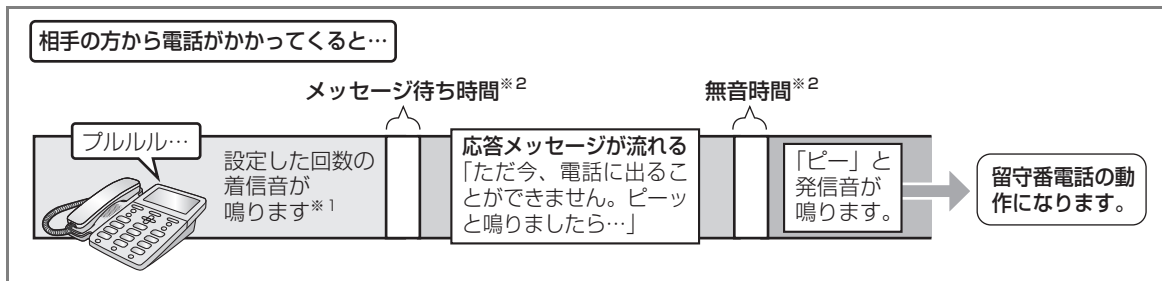 相手の方から電話がかかってくると…
メッセージ待ち時間※2
無音時間※2
プルルル…
設定した回数の
着信音が
鳴ります※1
応答メッセージが流れる
「ただ今、電話に出るこ
とができません。ピーッ
と鳴りましたら…」
「ピー」と
発信音が
鳴ります。
留守番電話の動
作になります。